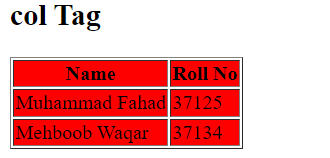 col Tag
Name Roll No
Muhammad Fahad 37125
Mehboob Waqar 37134